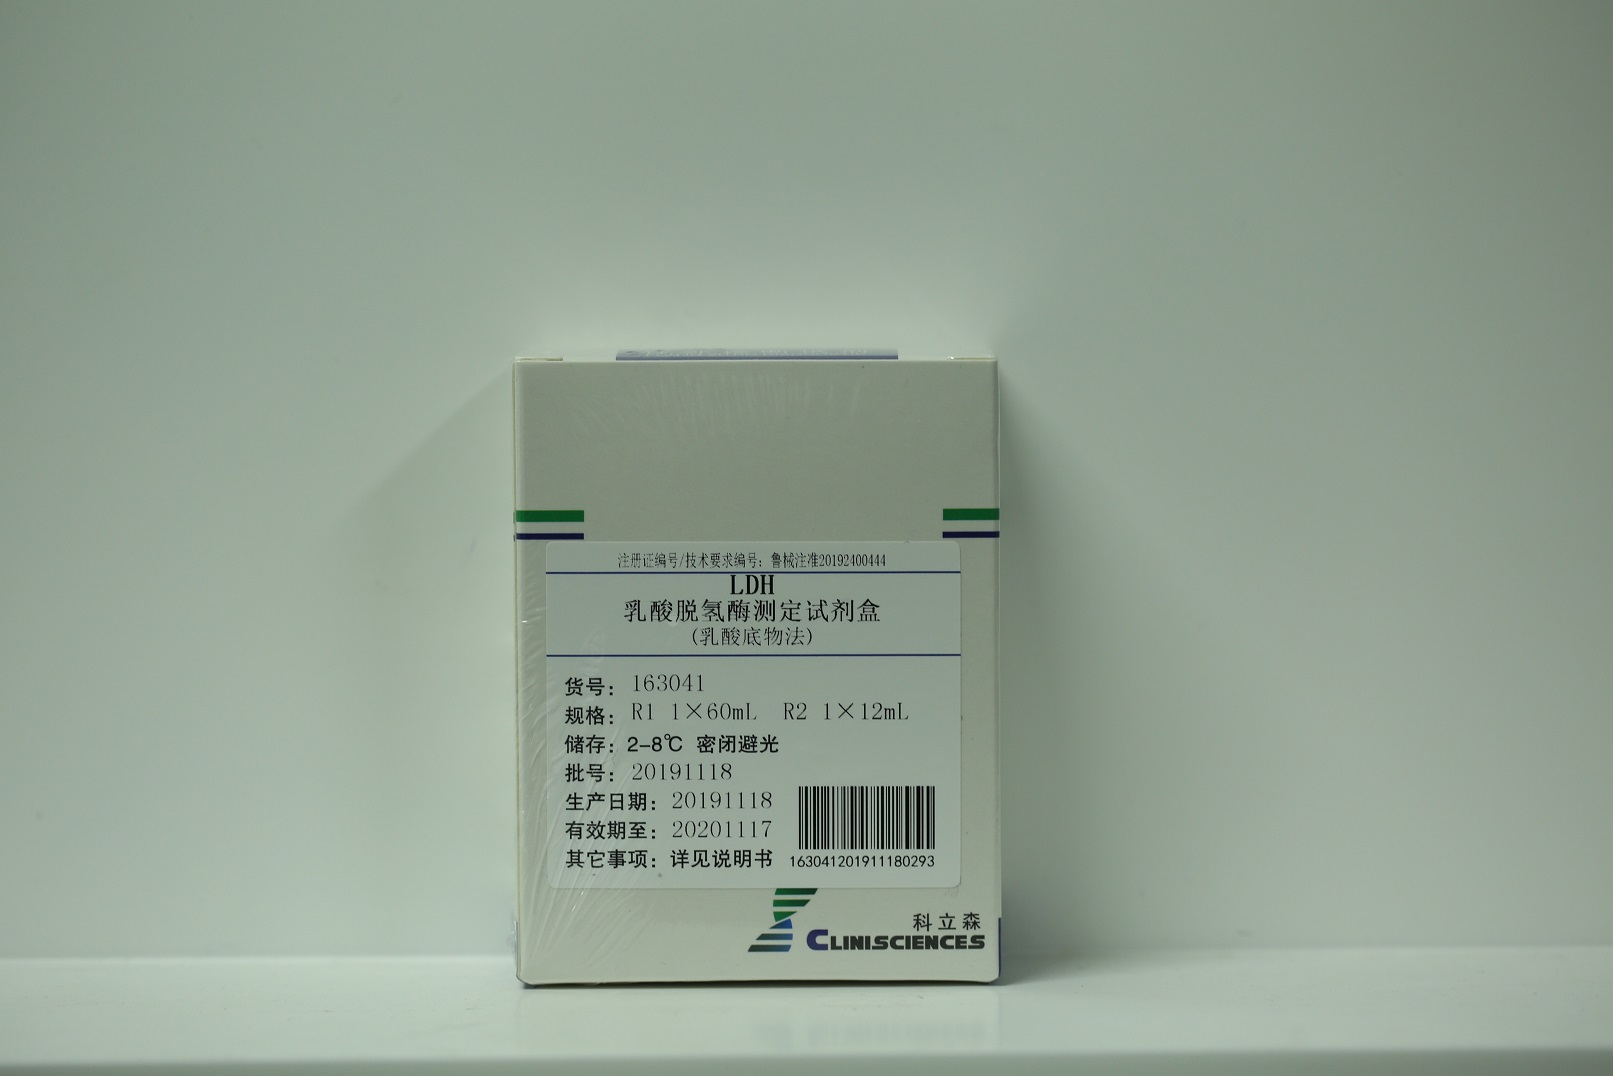 注册证编号/技术要求编号：鲁械注准20192400444
LDH
乳酸脱氢酶测定试剂盒
(乳酸底物法)
货号： 163041
规格： R1 1×60mL R2 1×12mL
储存： 2-8℃ 密闭避光
批号： 20191118
生产日期： 20191118
有效期至： 20201117
其它事项： 详见说明书
163041201911180293
科立森
CLINISCIENCES